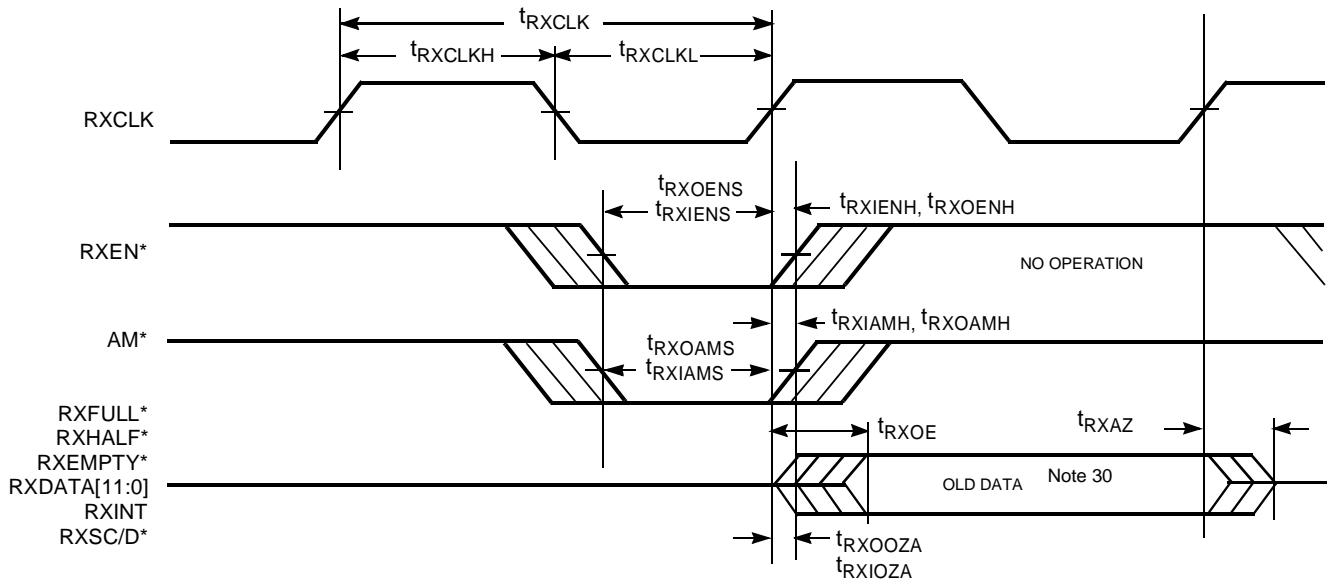 tRXCLK
tRXCLKH
tRXCLKL
RXCLK
tRXOENS
tRXIENS
tRXIENH, tRXOENH
RXEN*
NO OPERATION
tRXIAMH, tRXOAMH
AM*
tRXOAMS
tRXIAMS
RXFULL*
RXHALF*
RXEMPTY*
RXDATA[11:0]
RXINT
RXSC/D*
tRXOE
tRXAZ
OLD DATA
Note 30
tRXOOZA
tRXIOZA